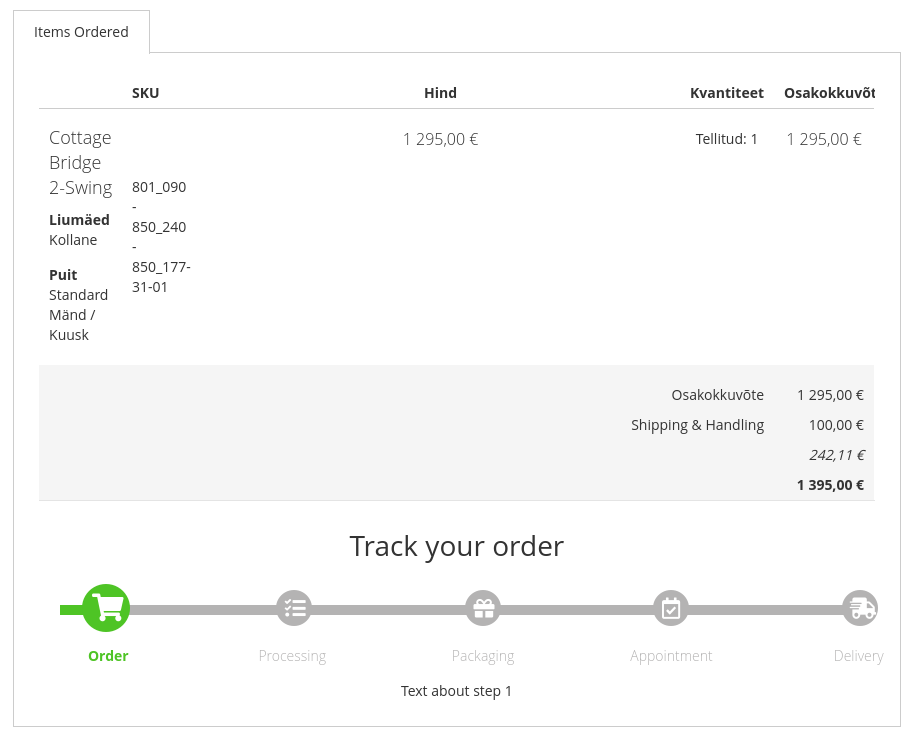 Items Ordered
SKU Hind Kvantiteet Osakokkuvõt
Cottage
Bridge
2-Swing
Liumäed
Kollane
Puit
Standard
Mänd /
Kuusk
801_090
-
850_240
-
850_177-
31-01
1 295,00 €
Tellitud: 1
1 295,00 €
Osakokkuvõte 1 295,00 €
Shipping & Handling 100,00 €
242,11 €
1 395,00 €
Track your order
Order Processing Packaging Appointment Delivery
Text about step 1